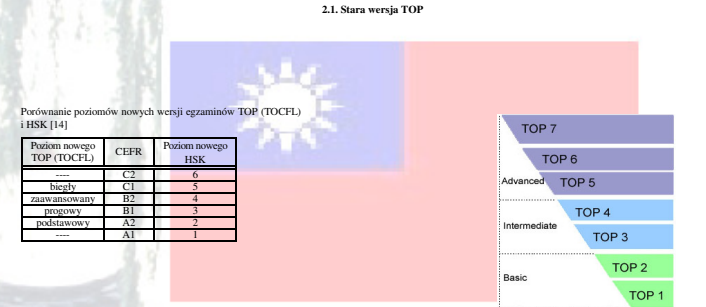 2.1. Stara wersja TOP
Porównanie poziomów nowych wersji egzaminów TOP (TOCFL)
i HSK [14]
Poziom nowego TOP (TOCFL) CEFR Poziom nowego HSK
---- C2 6
biegły C1 5
zaawansowany B2 4
progowy B1 3
podstawowy A2 2
---- A1 1
TOP 7
TOP 6
Advanced TOP 5
TOP 4
Intermediate
TOP 3
TOP 2
Basic
TOP 1